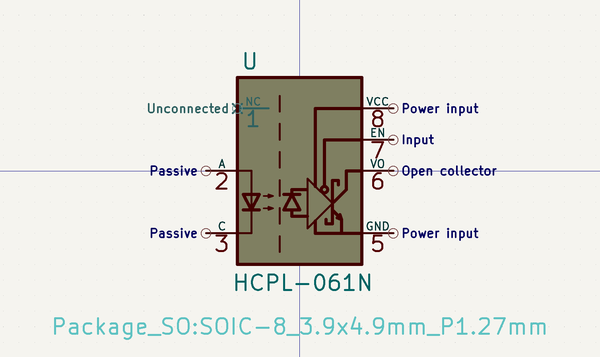 U
Unconnected NC VCC Power input
1 8
EN Input
7
Passive A VO Open collector
2 6
Passive C GND Power input
3 5
HCPL-061N
Package_SO:SOIC-8_3.9x4.9mm_P1.27mm